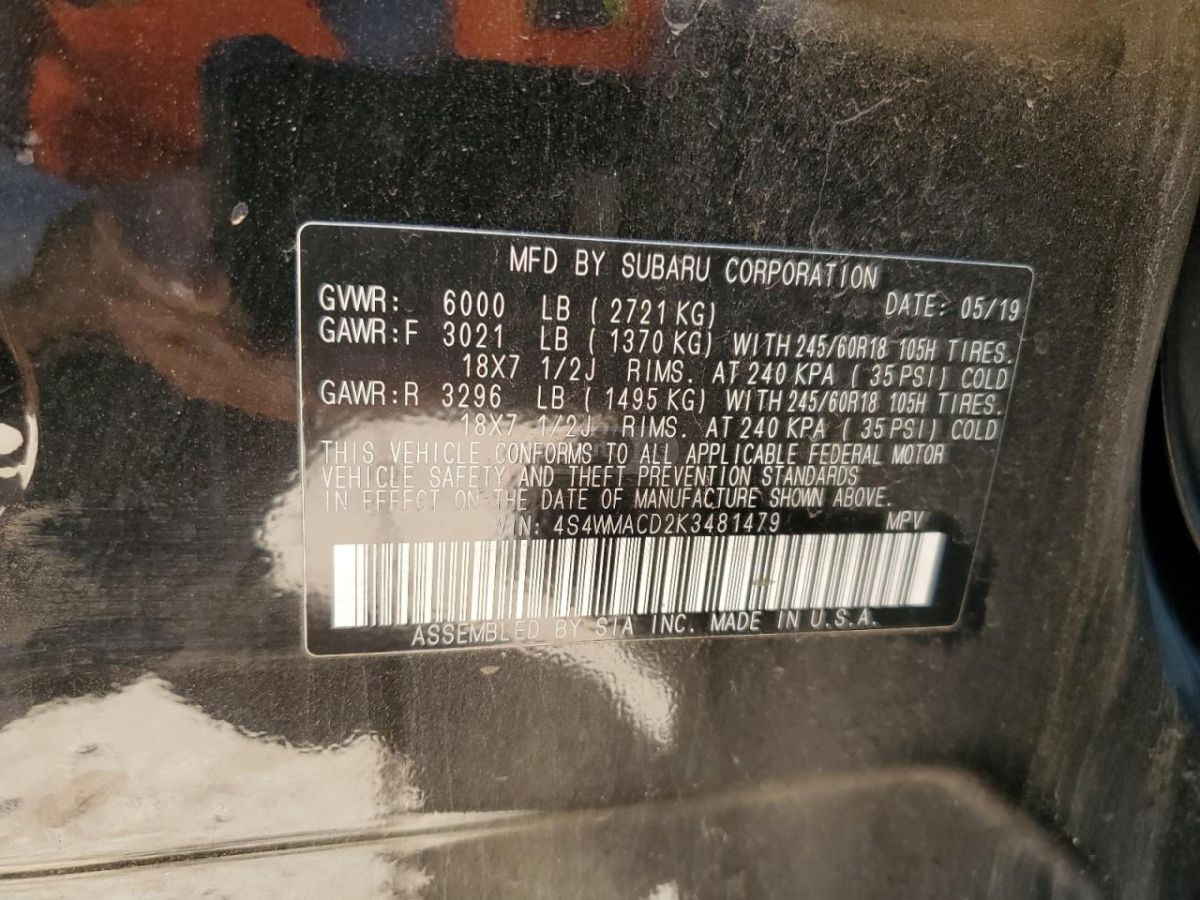 MFD BY SUBARU CORPORATION
GVWR: 6000 LB ( 2721 KG) DATE: 05/19
GAWR:F 3021 LB ( 1370 KG) WITH 245/60R18 105H TIRES.
18X7 1/2J RIMS. AT 240 KPA ( 35 PSI) COLD
GAWR:R 3296 LB ( 1495 KG) WITH 245/60R18 105H TIRES.
18X7 1/2J RIMS. AT 240 KPA ( 35 PSI) COLD
THIS VEHICLE CONFORMS TO ALL APPLICABLE FEDERAL MOTOR
VEHICLE SAFETY AND THEFT PREVENTION STANDARDS
IN EFFECT ON THE DATE OF MANUFACTURE SHOWN ABOVE.
VIN: 4S4WMACD2K3481479 MPV
ASSEMBLED BY SIA INC. MADE IN U.S.A.